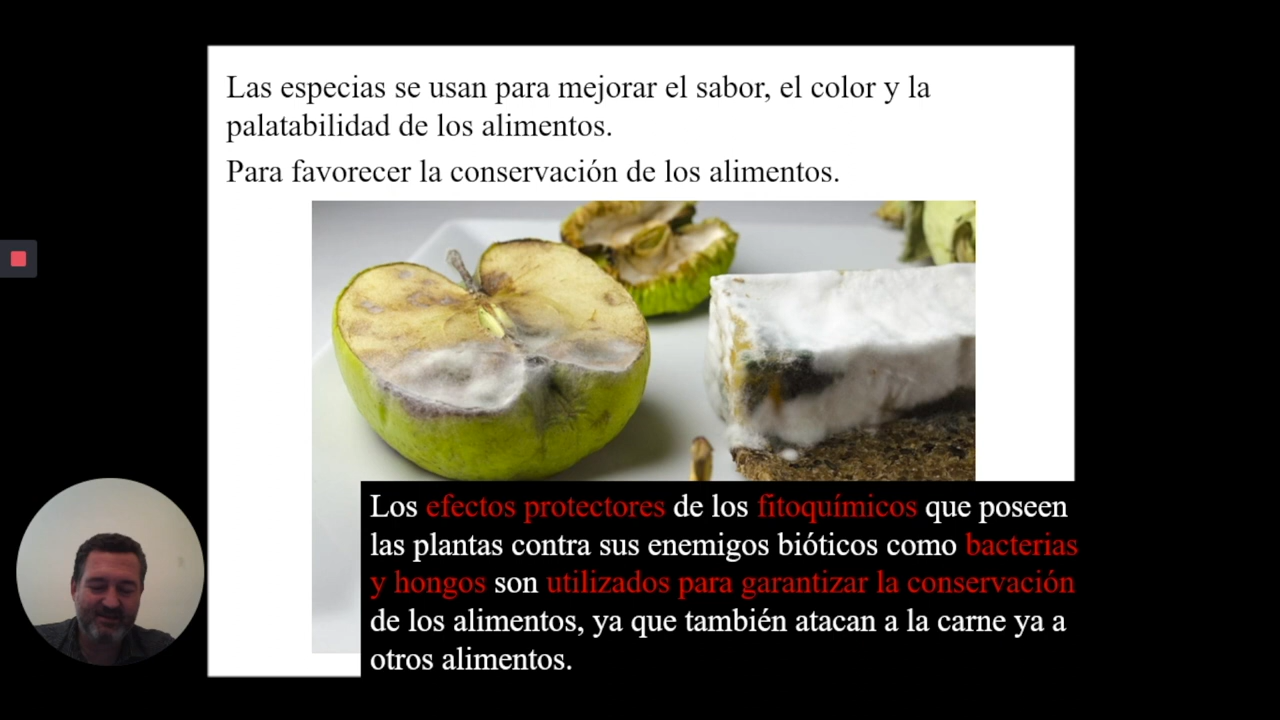 Las especias se usan para mejorar el sabor, el color y la
palatabilidad de los alimentos.
Para favorecer la conservación de los alimentos.
Los efectos protectores de los fitoquímicos que poseen
las plantas contra sus enemigos bióticos como bacterias
y hongos son utilizados para garantizar la conservación
de los alimentos, ya que también atacan a la carne ya a
otros alimentos.